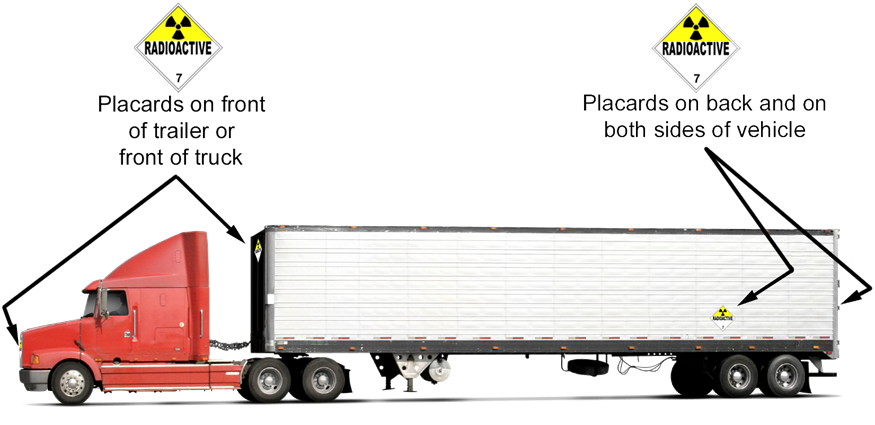 RADIOACTIVE
7
Placards on front
of trailer or
front of truck
RADIOACTIVE
7
Placards on back and on
both sides of vehicle
RADIOACTIVE